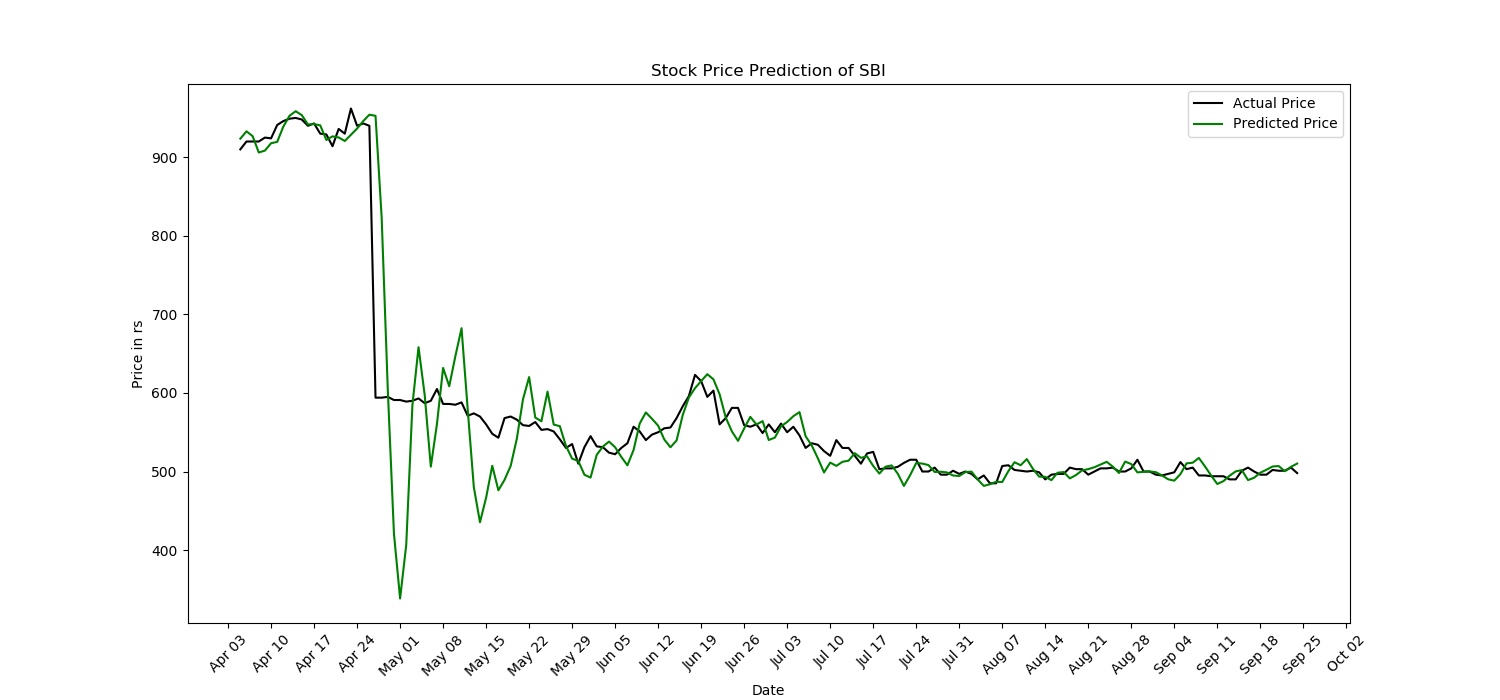 Stock Price Prediction of SBI
Actual Price
Predicted Price
900
800
700
600
500
400
Price in rs
Apr 03
Apr 10
Apr 17
Apr 24
May 01
May 08
May 15
May 22
May 29
Jun 05
Jun 12
Jun 19
Jun 26
Jul 03
Jul 10
Jul 17
Jul 24
Jul 31
Aug 07
Aug 14
Aug 21
Aug 28
Sep 04
Sep 11
Sep 18
Sep 25
Oct 02
Date